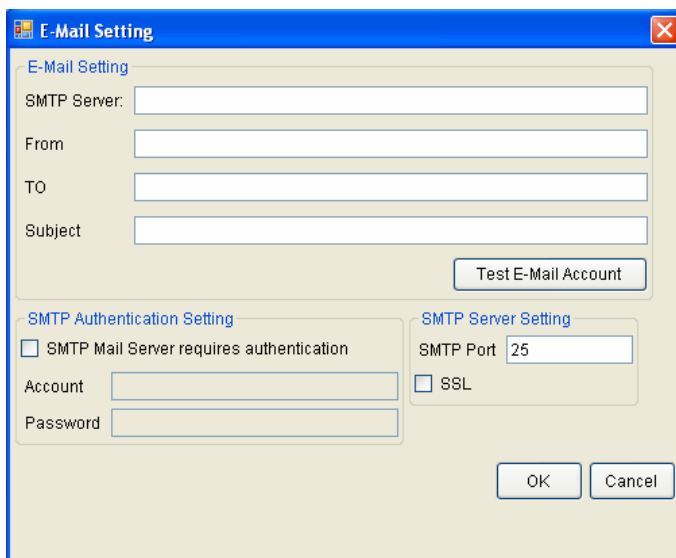 E-Mail Setting
E-Mail Setting
SMTP Server:
From
TO
Subject
Test E-Mail Account
SMTP Authentication Setting
SMTP Mail Server requires authentication
Account
Password
SMTP Server Setting
SMTP Port 25
SSL
OK
Cancel